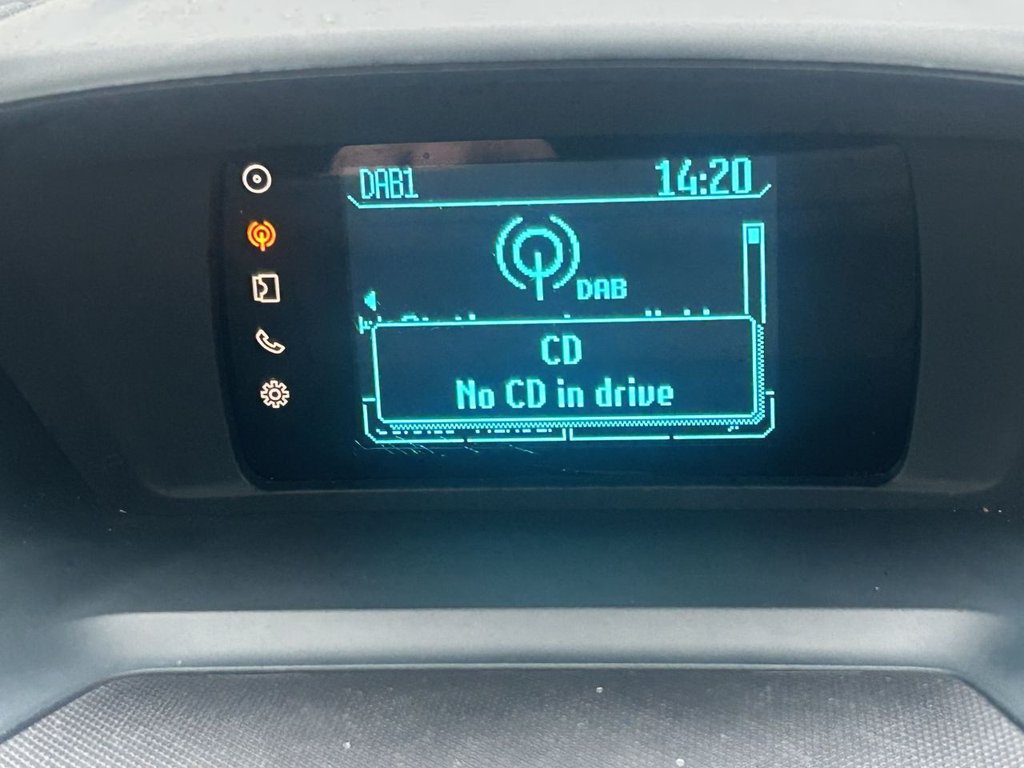 DAB1
14:20
DAB
CD
No CD in drive